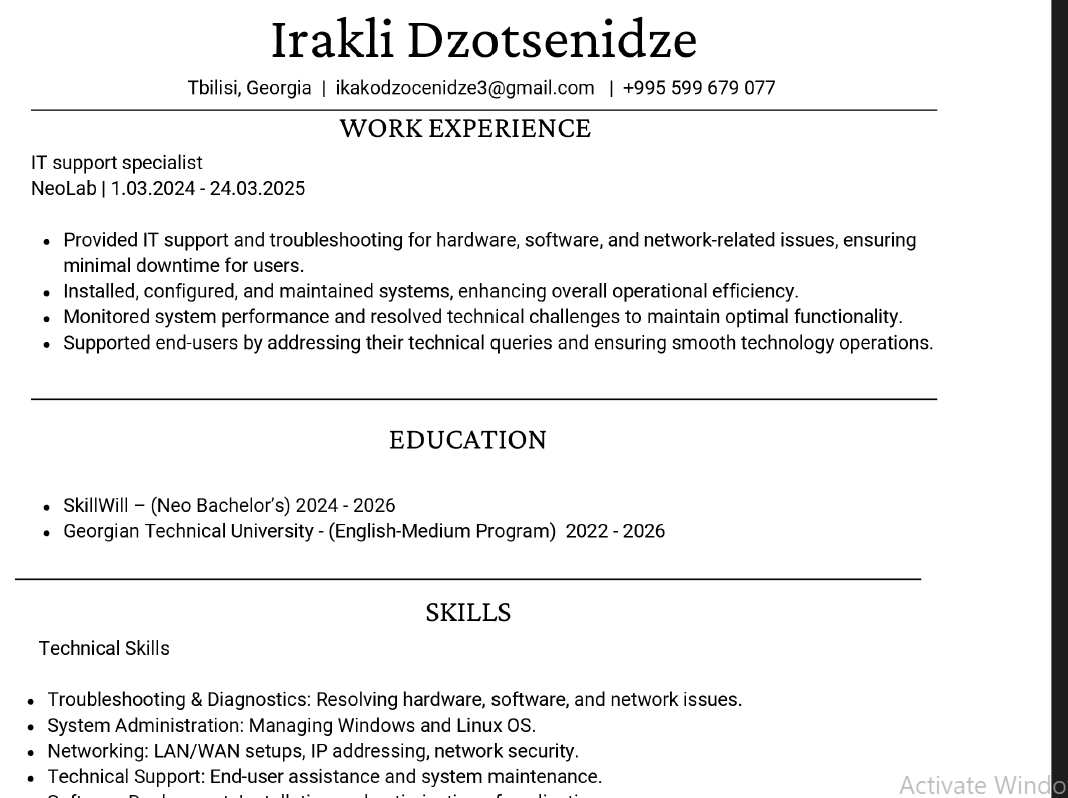 Irakli Dzotsenidze
Tbilisi, Georgia | ikakodzocenidze3@gmail.com | +995 599 679 077
WORK EXPERIENCE
IT support specialist
NeoLab | 1.03.2024 - 24.03.2025
• Provided IT support and troubleshooting for hardware, software, and network-related issues, ensuring
minimal downtime for users.
• Installed, configured, and maintained systems, enhancing overall operational efficiency.
• Monitored system performance and resolved technical challenges to maintain optimal functionality.
• Supported end-users by addressing their technical queries and ensuring smooth technology operations.
EDUCATION
• SkillWill – (Neo Bachelor’s) 2024 - 2026
• Georgian Technical University - (English-Medium Program) 2022 - 2026
SKILLS
Technical Skills
• Troubleshooting & Diagnostics: Resolving hardware, software, and network issues.
• System Administration: Managing Windows and Linux OS.
• Networking: LAN/WAN setups, IP addressing, network security.
• Technical Support: End-user assistance and system maintenance.
Activate Windo